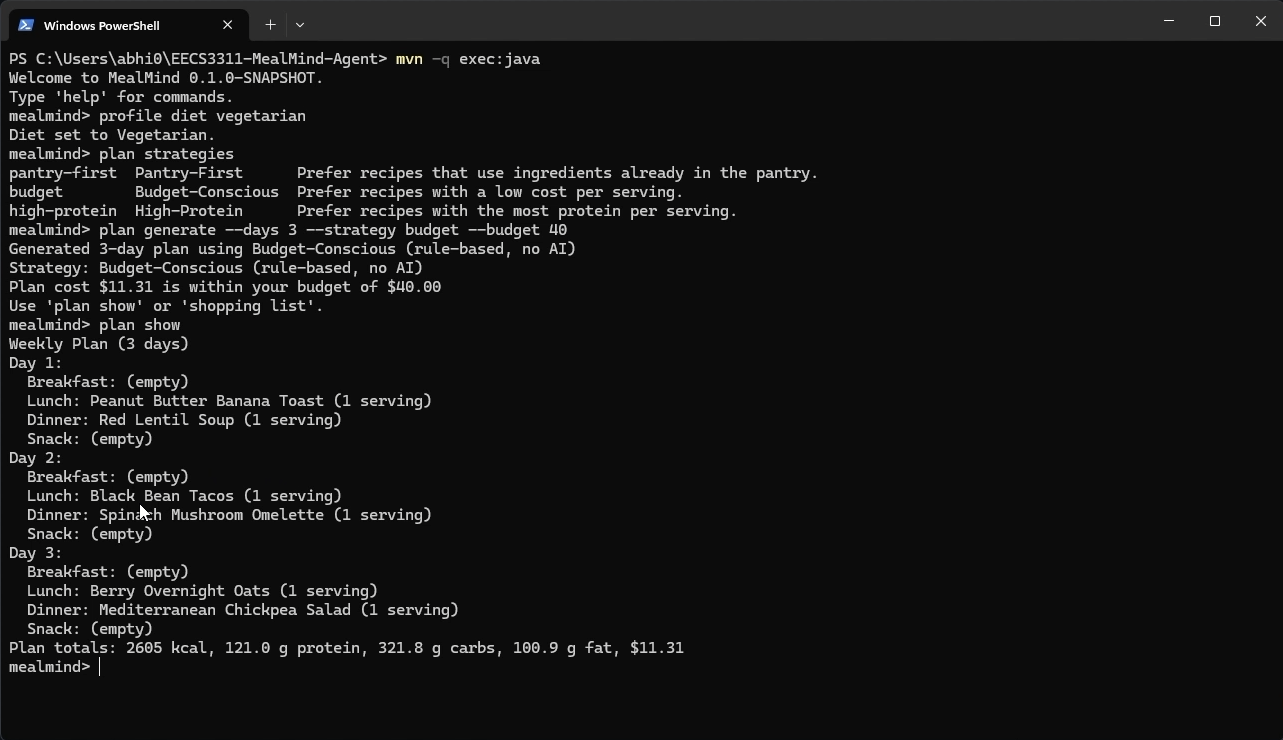 Windows PowerShell
PS C:\Users\abhi0\EECS3311-MealMind-Agent> mvn -q exec:java
Welcome to MealMind 0.1.0-SNAPSHOT.
Type 'help' for commands.
mealmind> profile diet vegetarian
Diet set to Vegetarian.
mealmind> plan strategies
pantry-first  Pantry-First      Prefer recipes that use ingredients already in the pantry.
budget        Budget-Conscious  Prefer recipes with a low cost per serving.
high-protein  High-Protein      Prefer recipes with the most protein per serving.
mealmind> plan generate --days 3 --strategy budget --budget 40
Generated 3-day plan using Budget-Conscious (rule-based, no AI)
Strategy: Budget-Conscious (rule-based, no AI)
Plan cost $11.31 is within your budget of $40.00
Use 'plan show' or 'shopping list'.
mealmind> plan show
Weekly Plan (3 days)
Day 1:
  Breakfast: (empty)
  Lunch: Peanut Butter Banana Toast (1 serving)
  Dinner: Red Lentil Soup (1 serving)
  Snack: (empty)
Day 2:
  Breakfast: (empty)
  Lunch: Black Bean Tacos (1 serving)
  Dinner: Spinach Mushroom Omelette (1 serving)
  Snack: (empty)
Day 3:
  Breakfast: (empty)
  Lunch: Berry Overnight Oats (1 serving)
  Dinner: Mediterranean Chickpea Salad (1 serving)
  Snack: (empty)
Plan totals: 2605 kcal, 121.0 g protein, 321.8 g carbs, 100.9 g fat, $11.31
mealmind>